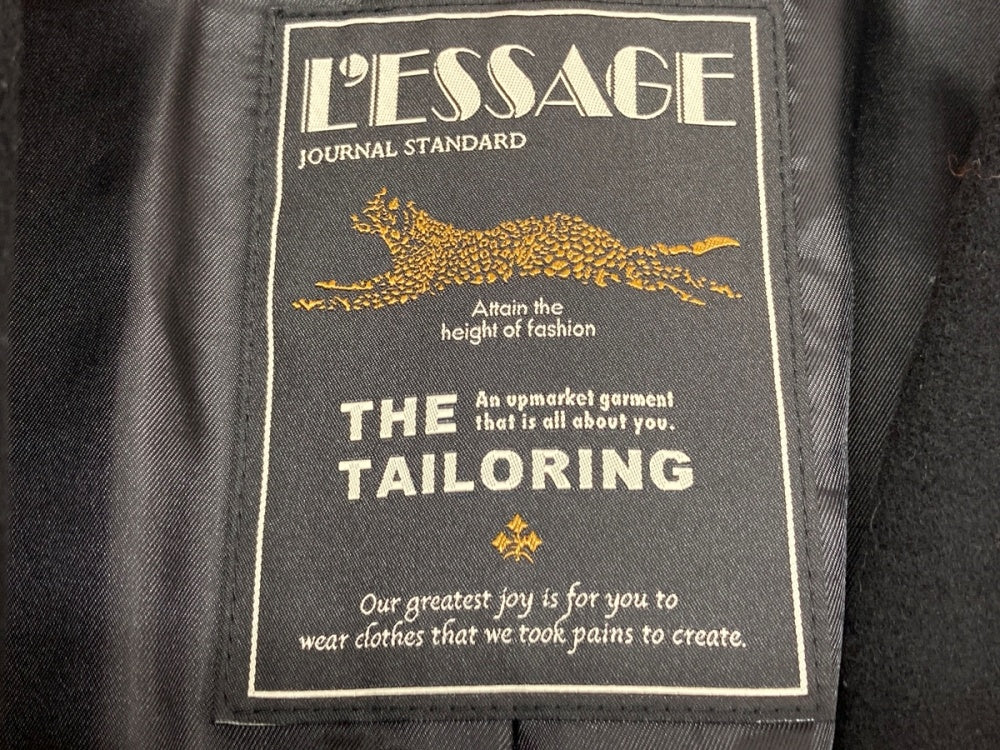 L'ESSAGE
JOURNAL STANDARD
Attain the
height of fashion
THE An upmarket garment
that is all about you.
TAILORING
Our greatest joy is for you to
wear clothes that we took pains to create.